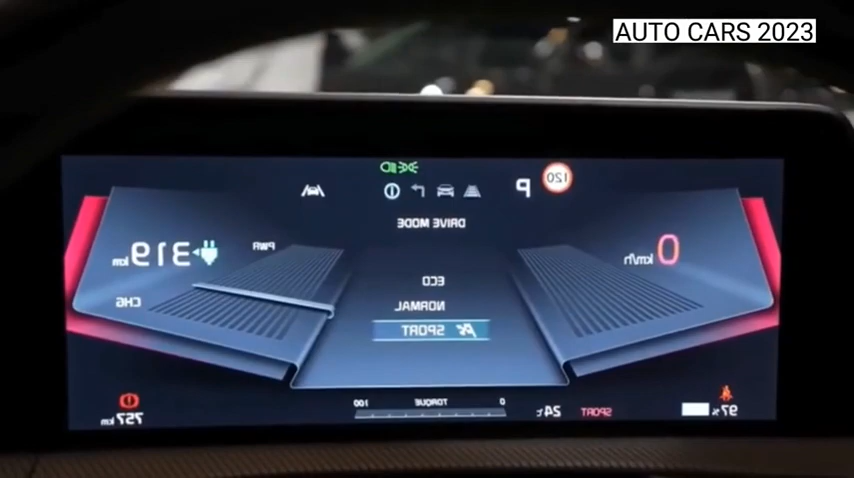 AUTO CARS 2023
120
P
DRIVE MODE
0 km/h
PWR
319 km
ECO
CHG
NORMAL
SPORT
97%
SPORT
24°C
0 TORQUE 100
757 km